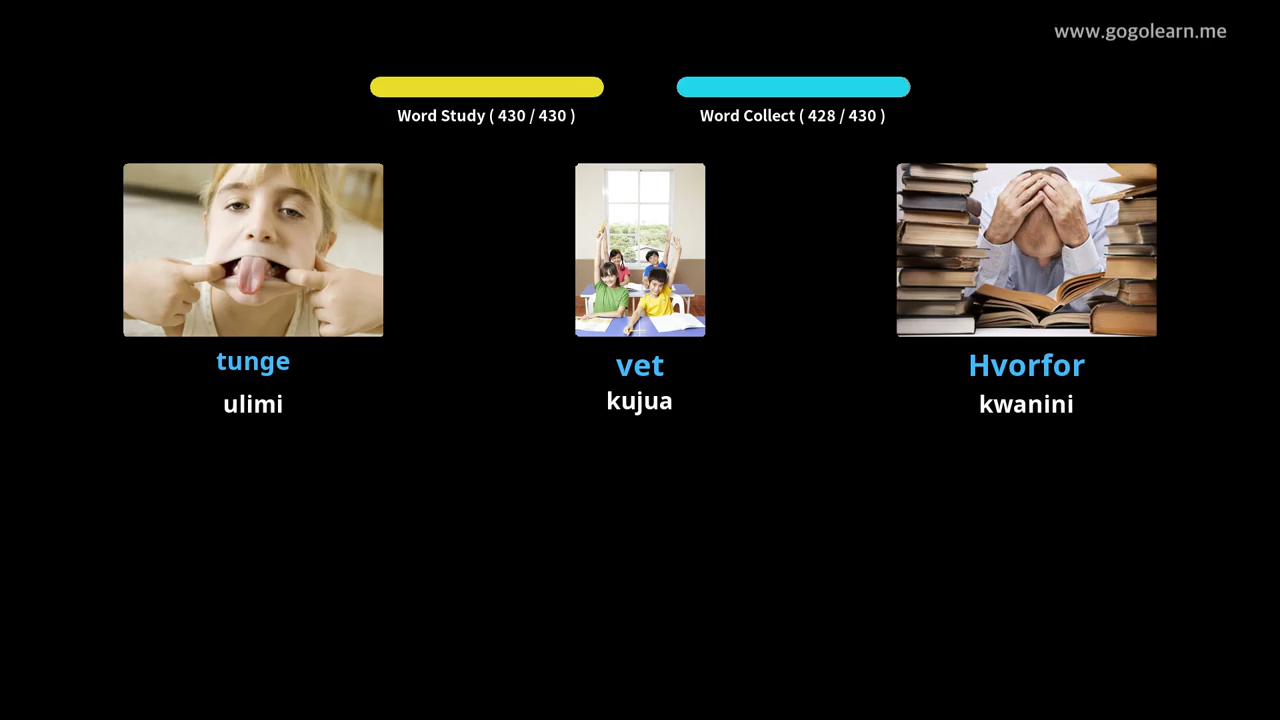 www.gogolearn.me
Word Study ( 430 / 430 )
Word Collect ( 428 / 430 )
tunge
ulimi
vet
kujua
Hvorfor
kwanini